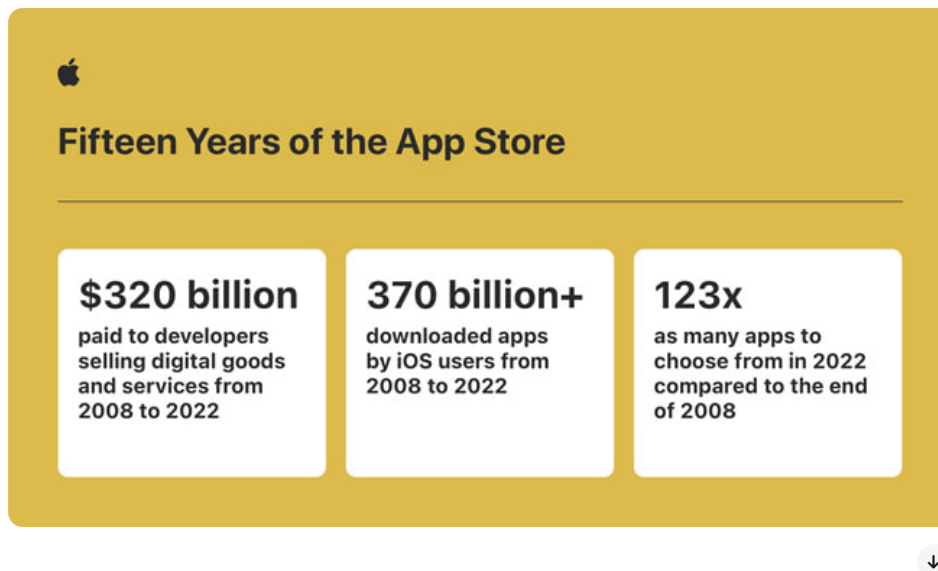 Fifteen Years of the App Store
$320 billion
paid to developers
selling digital goods
and services from
2008 to 2022
370 billion+
downloaded apps
by iOS users from
2008 to 2022
123x
as many apps to
choose from in 2022
compared to the end
of 2008